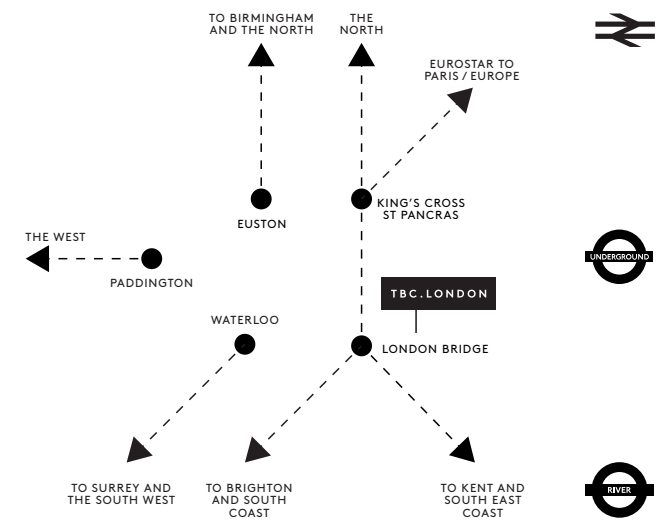 TO BIRMINGHAM
AND THE NORTH
THE
NORTH
EUROSTAR TO
PARIS / EUROPE
KING'S CROSS
ST PANCRAS
EUSTON
THE WEST
UNDERGROUND
PADDINGTON
TBC.LONDON
WATERLOO
LONDON BRIDGE
TO SURREY AND
THE SOUTH WEST
TO BRIGHTON
AND SOUTH
COAST
TO KENT AND
SOUTH EAST
COAST
RIVER